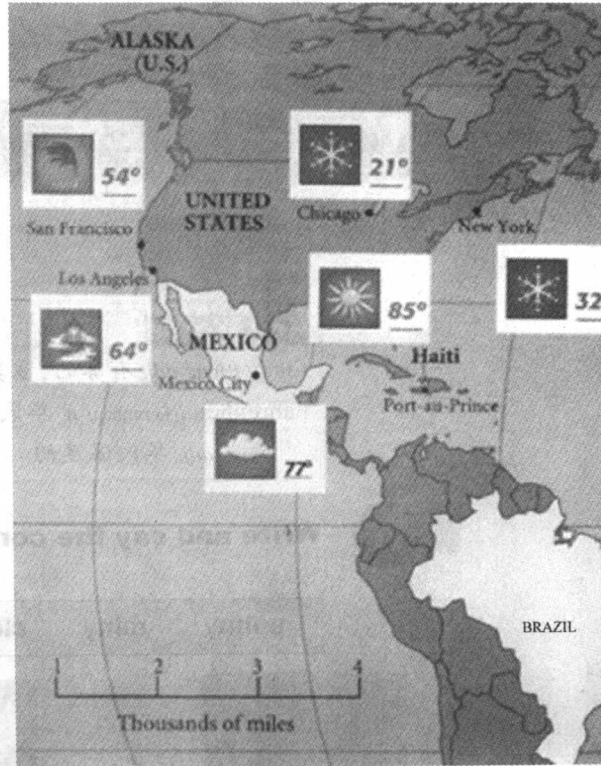 ALASKA
(U.S.)
54°
21°
UNITED
STATES
Chicago
New York
San Francisco
Los Angeles
85°
32
64°
MEXICO
Haiti
Mexico City
Port-au-Prince
77°
BRAZIL
1 2 3 4
Thousands of miles